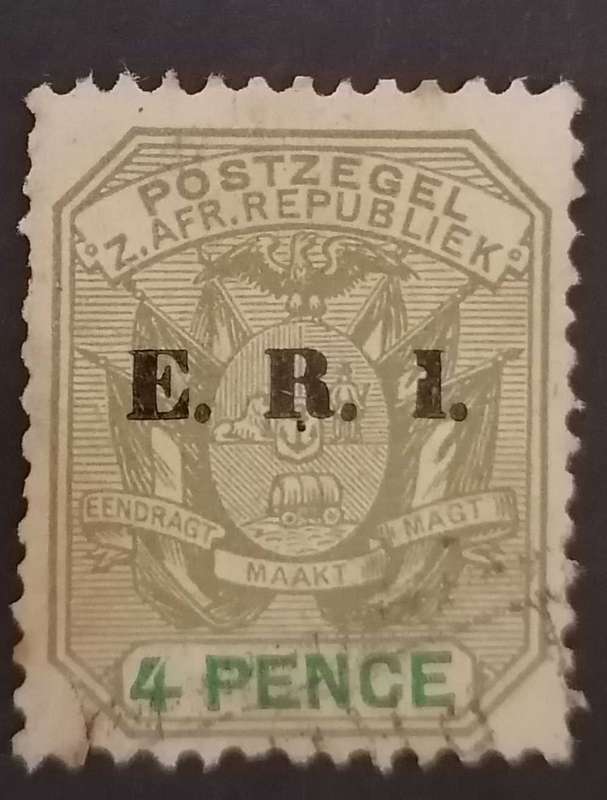 POSTZEGEL
Z. AFR. REPUBLIEK
E. R. I.
EENDRAGT MAAKT MAGT
4 PENCE